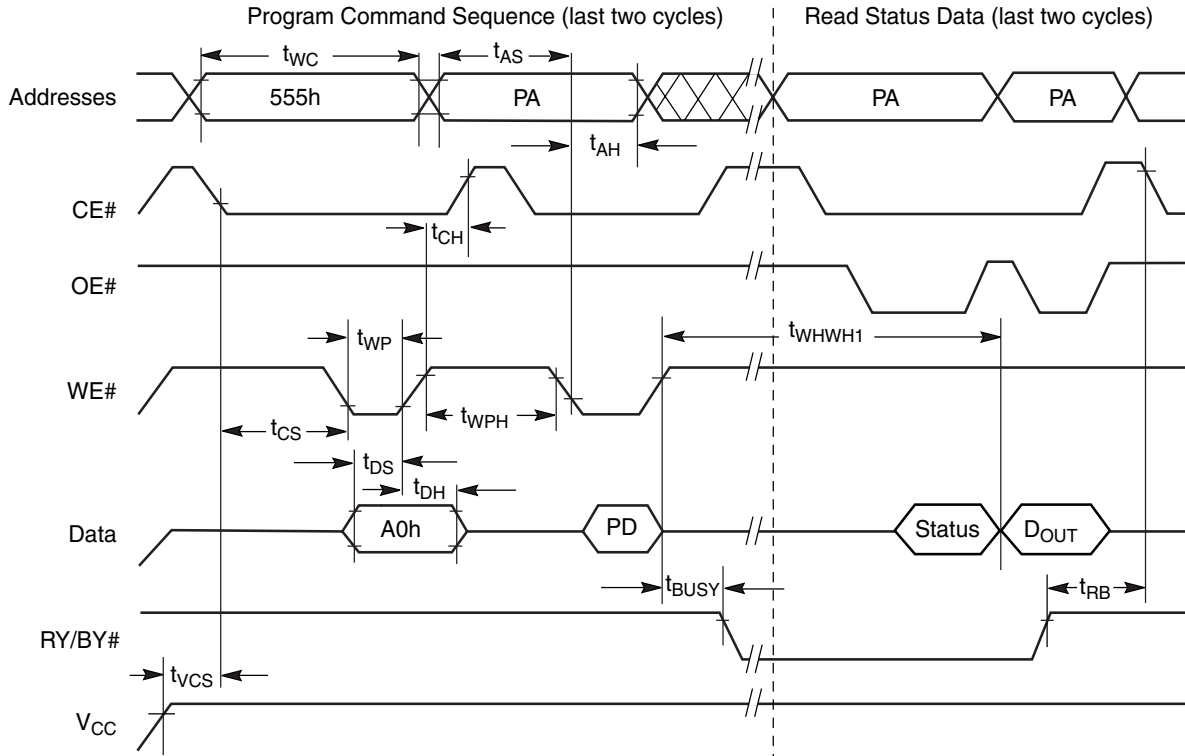 Program Command Sequence (last two cycles) Read Status Data (last two cycles)
tWC tAS
Addresses 555h PA PA PA
tAH
CE#
tCH
OE#
tWP tWHWH1
WE#
tCS tWPH
tDS
tDH
Data A0h PD Status DOUT
tBUSY tRB
RY/BY#
tVCS
VCC